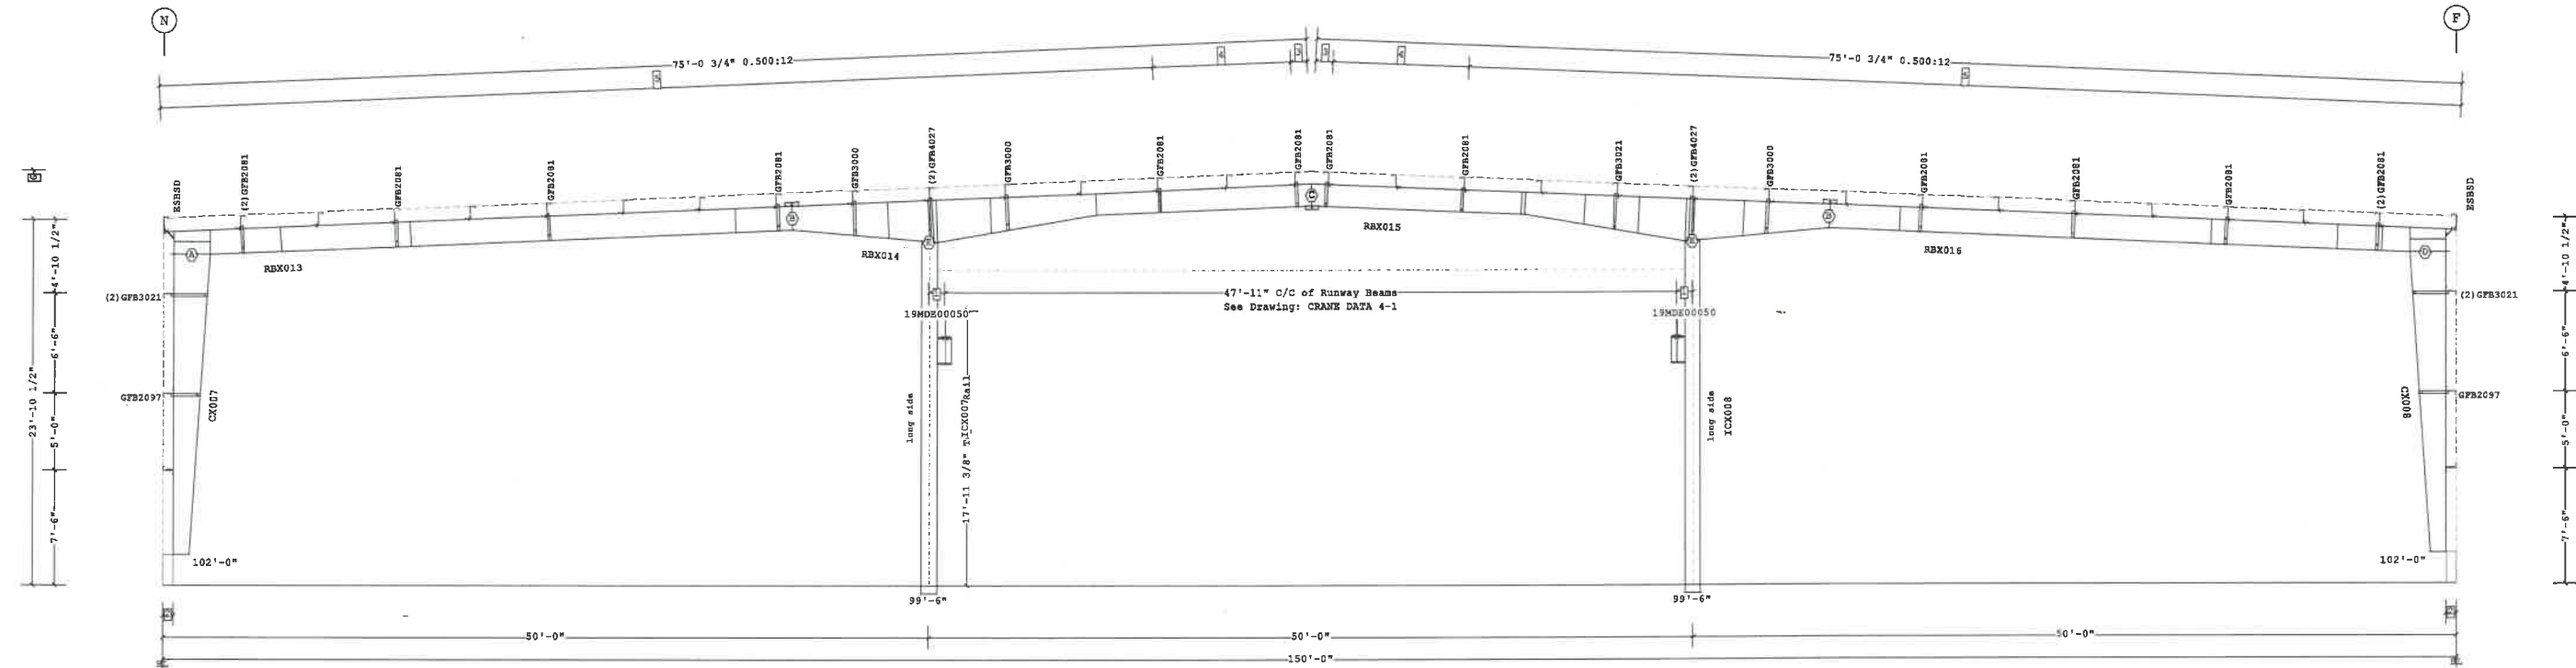 N
F
75'-0 3/4" 0.500:12
75'-0 3/4" 0.500:12
5
4
3
3
4
5
ESBSD
(2)GFB2081
GFB2081
GFB2081
GFB2081
GFB3000
(2)GFB4027
GFB3000
GFB2081
GFB2081
GFB2081
GFB2081
GFB3021
(2)GFB4027
GFB3000
GFB2081
GFB2081
GFB2081
(2)GFB2081
ESBSD
A
B
C
B
D
RBX013
RBX014
RBX015
RBX016
(2)GFB3021
(2)GFB3021
47'-11" C/C of Runway Beams
See Drawing: CRANE DATA 4-1
19MDE00050
19MDE00050
GFB2097
GFB2097
CX007
CX008
long side
17'-11 3/8" T
ICX007
Rail
long side
ICX008
4'-10 1/2"
6'-6"
5'-0"
7'-6"
23'-10 1/2"
4'-10 1/2"
6'-6"
5'-0"
7'-6"
102'-0"
102'-0"
99'-6"
99'-6"
50'-0"
50'-0"
50'-0"
150'-0"